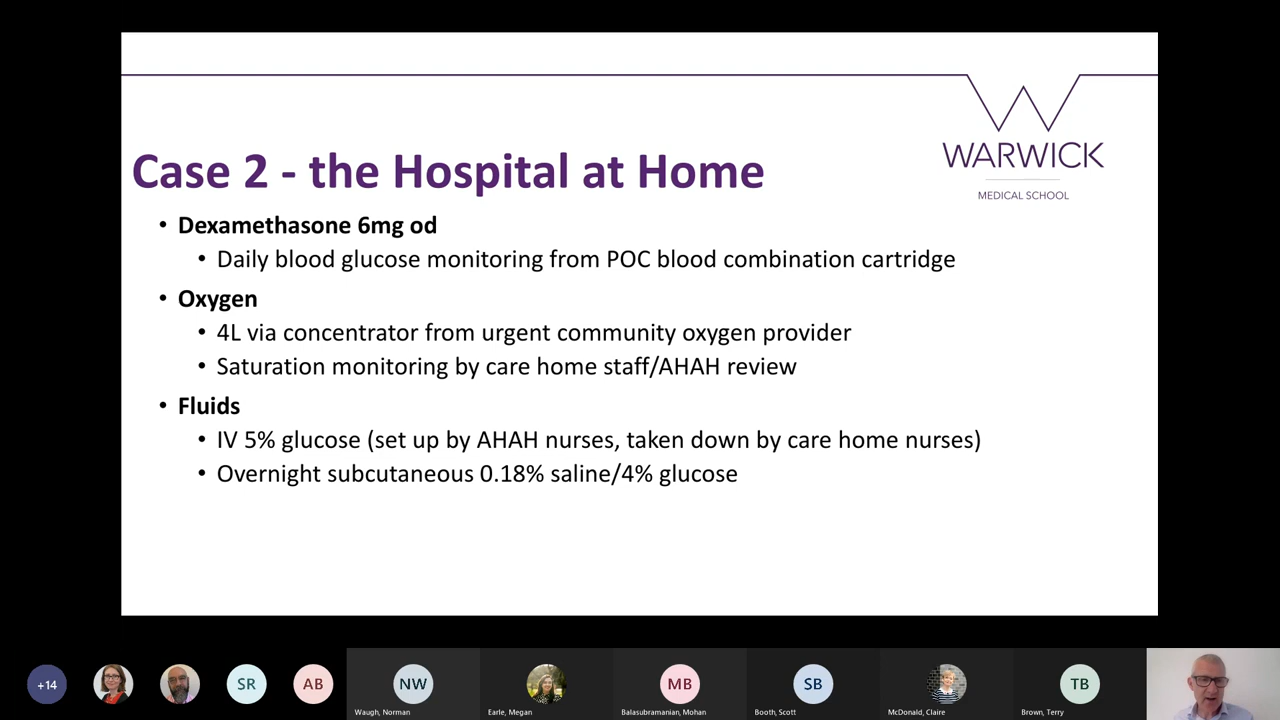 WARWICK
MEDICAL SCHOOL
Case 2 - the Hospital at Home
• Dexamethasone 6mg od
• Daily blood glucose monitoring from POC blood combination cartridge
• Oxygen
• 4L via concentrator from urgent community oxygen provider
• Saturation monitoring by care home staff/AHAH review
• Fluids
• IV 5% glucose (set up by AHAH nurses, taken down by care home nurses)
• Overnight subcutaneous 0.18% saline/4% glucose
+14
SR
AB
NW
MB
SB
TB
Waugh, Norman
Earle, Megan
Balasubramanian, Mohan
Booth, Scott
McDonald, Claire
Brown, Terry